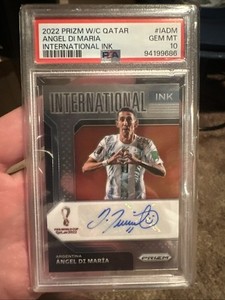 2022 PRIZM W/C QATAR #IADM
ANGEL DI MARIA GEM MT
INTERNATIONAL INK 10
PSA 94199686
INTERNATIONAL
INK
ARGENTINA
ÁNGEL DI MARÍA
PRIZM